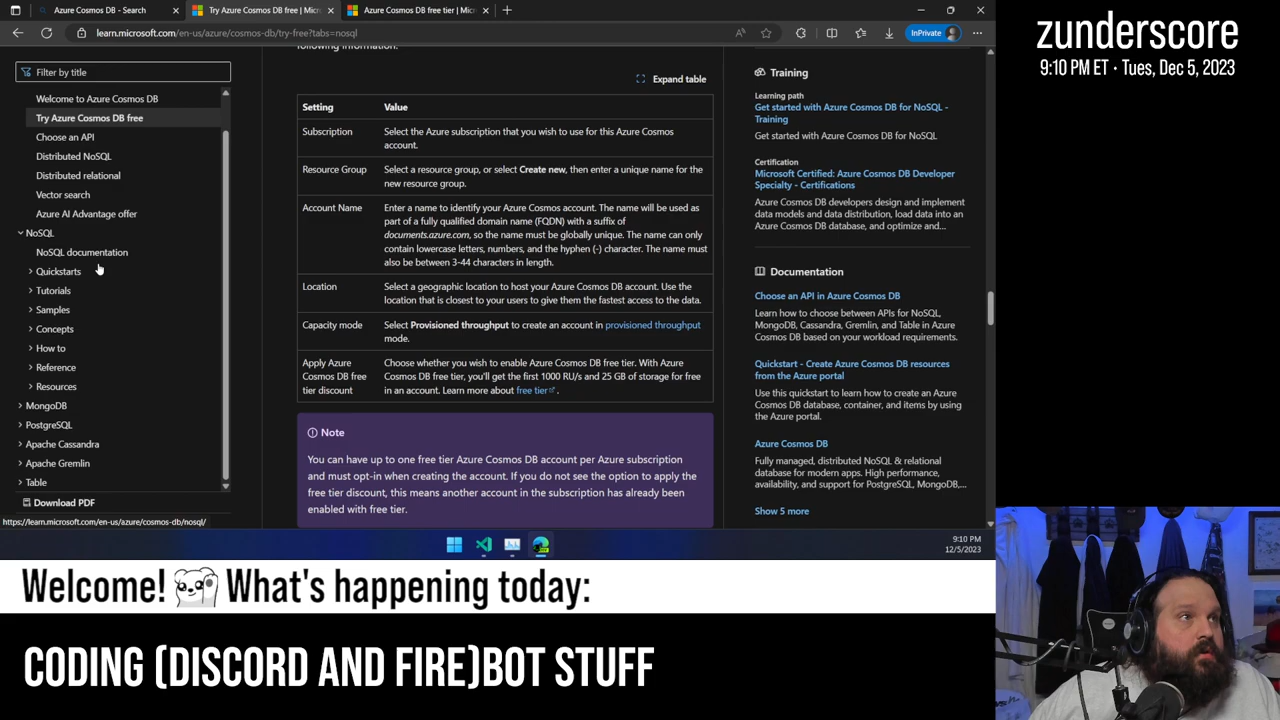 Azure Cosmos DB - Search
Try Azure Cosmos DB free | Micr
Azure Cosmos DB free tier | Micr
zunderscore
9:10 PM ET · Tues, Dec 5, 2023
learn.microsoft.com/en-us/azure/cosmos-db/try-free?tabs=nosql
InPrivate
Filter by title
Welcome to Azure Cosmos DB
Try Azure Cosmos DB free
Choose an API
Distributed NoSQL
Distributed relational
Vector search
Azure AI Advantage offer
NoSQL
NoSQL documentation
Quickstarts
Tutorials
Samples
Concepts
How to
Reference
Resources
MongoDB
PostgreSQL
Apache Cassandra
Apache Gremlin
Table
Download PDF
https://learn.microsoft.com/en-us/azure/cosmos-db/nosql/
following information.
Expand table
Setting Value
Subscription Select the Azure subscription that you wish to use for this Azure Cosmos
account.
Resource Group Select a resource group, or select Create new, then enter a unique name for the
new resource group.
Account Name Enter a name to identify your Azure Cosmos account. The name will be used as
part of a fully qualified domain name (FQDN) with a suffix of
documents.azure.com, so the name must be globally unique. The name can only
contain lowercase letters, numbers, and the hyphen (-) character. The name must
also be between 3-44 characters in length.
Location Select a geographic location to host your Azure Cosmos DB account. Use the
location that is closest to your users to give them the fastest access to the data.
Capacity mode Select Provisioned throughput to create an account in provisioned throughput
mode.
Apply Azure Choose whether you wish to enable Azure Cosmos DB free tier. With Azure
Cosmos DB free Cosmos DB free tier, you'll get the first 1000 RU/s and 25 GB of storage for free
tier discount in an account. Learn more about free tier.
Note
You can have up to one free tier Azure Cosmos DB account per Azure subscription
and must opt-in when creating the account. If you do not see the option to apply the
free tier discount, this means another account in the subscription has already been
enabled with free tier.
Training
Learning path
Get started with Azure Cosmos DB for NoSQL -
Training
Get started with Azure Cosmos DB for NoSQL
Certification
Microsoft Certified: Azure Cosmos DB Developer
Specialty - Certifications
Azure Cosmos DB developers design and implement
data models and data distribution, load data into an
Azure Cosmos DB database, and optimize and...
Documentation
Choose an API in Azure Cosmos DB
Learn how to choose between APIs for NoSQL,
MongoDB, Cassandra, Gremlin, and Table in Azure
Cosmos DB based on your workload requirements.
Quickstart - Create Azure Cosmos DB resources
from the Azure portal
Use this quickstart to learn how to create an Azure
Cosmos DB database, container, and items by using
the Azure portal.
Azure Cosmos DB
Fully managed, distributed NoSQL & relational
database for modern apps. High performance,
availability, and support for PostgreSQL, MongoDB,...
Show 5 more
9:10 PM
12/5/2023
Welcome! What's happening today:
CODING (DISCORD AND FIRE)BOT STUFF